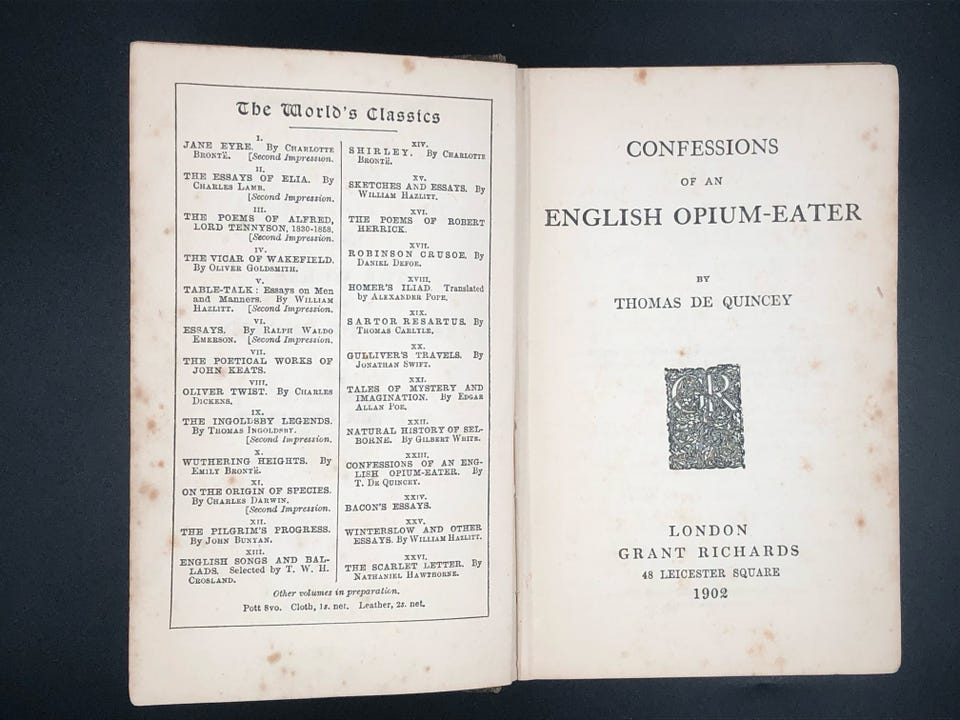 The World's Classics
I.
JANE EYRE. By CHARLOTTE
BRONTË. [Second Impression.
II.
THE ESSAYS OF ELIA. By
CHARLES LAMB.
[Second Impression.
III.
THE POEMS OF ALFRED,
LORD TENNYSON, 1830-1858.
[Second Impression.
IV.
THE VICAR OF WAKEFIELD.
By OLIVER GOLDSMITH.
V.
TABLE-TALK : Essays on Men
and Manners. By WILLIAM
HAZLITT. [Second Impression.
VI.
ESSAYS. By RALPH WALDO
EMERSON. [Second Impression.
VII.
THE POETICAL WORKS OF
JOHN KEATS.
VIII.
OLIVER TWIST. By CHARLES
DICKENS.
IX.
THE INGOLDSBY LEGENDS.
By THOMAS INGOLDSBY.
[Second Impression.
X.
WUTHERING HEIGHTS. By
EMILY BRONTË.
XI.
ON THE ORIGIN OF SPECIES.
By CHARLES DARWIN.
[Second Impression.
XII.
THE PILGRIM'S PROGRESS.
By JOHN BUNYAN.
XIII.
ENGLISH SONGS AND BAL-
LADS. Selected by T. W. H.
CROSLAND.
XIV.
SHIRLEY. By CHARLOTTE
BRONTË.
XV.
SKETCHES AND ESSAYS. By
WILLIAM HAZLITT.
XVI.
THE POEMS OF ROBERT
HERRICK.
XVII.
ROBINSON CRUSOE. By
DANIEL DEFOE.
XVIII.
HOMER'S ILIAD. Translated
by ALEXANDER POPE.
XIX.
SARTOR RESARTUS. By
THOMAS CARLYLE.
XX.
GULLIVER'S TRAVELS. By
JONATHAN SWIFT.
XXI.
TALES OF MYSTERY AND
IMAGINATION. By EDGAR
ALLAN POE.
XXII.
NATURAL HISTORY OF SEL-
BORNE. By GILBERT WHITE.
XXIII.
CONFESSIONS OF AN ENG-
LISH OPIUM-EATER. By
T. DE QUINCEY.
XXIV.
BACON'S ESSAYS.
XXV.
WINTERSLOW AND OTHER
ESSAYS. By WILLIAM HAZLITT.
XXVI.
THE SCARLET LETTER. By
NATHANIEL HAWTHORNE.
Other volumes in preparation.
Pott 8vo. Cloth, 1s. net. Leather, 2s. net.
CONFESSIONS
OF AN
ENGLISH OPIUM-EATER
BY
THOMAS DE QUINCEY
GR
LONDON
GRANT RICHARDS
48 LEICESTER SQUARE
1902